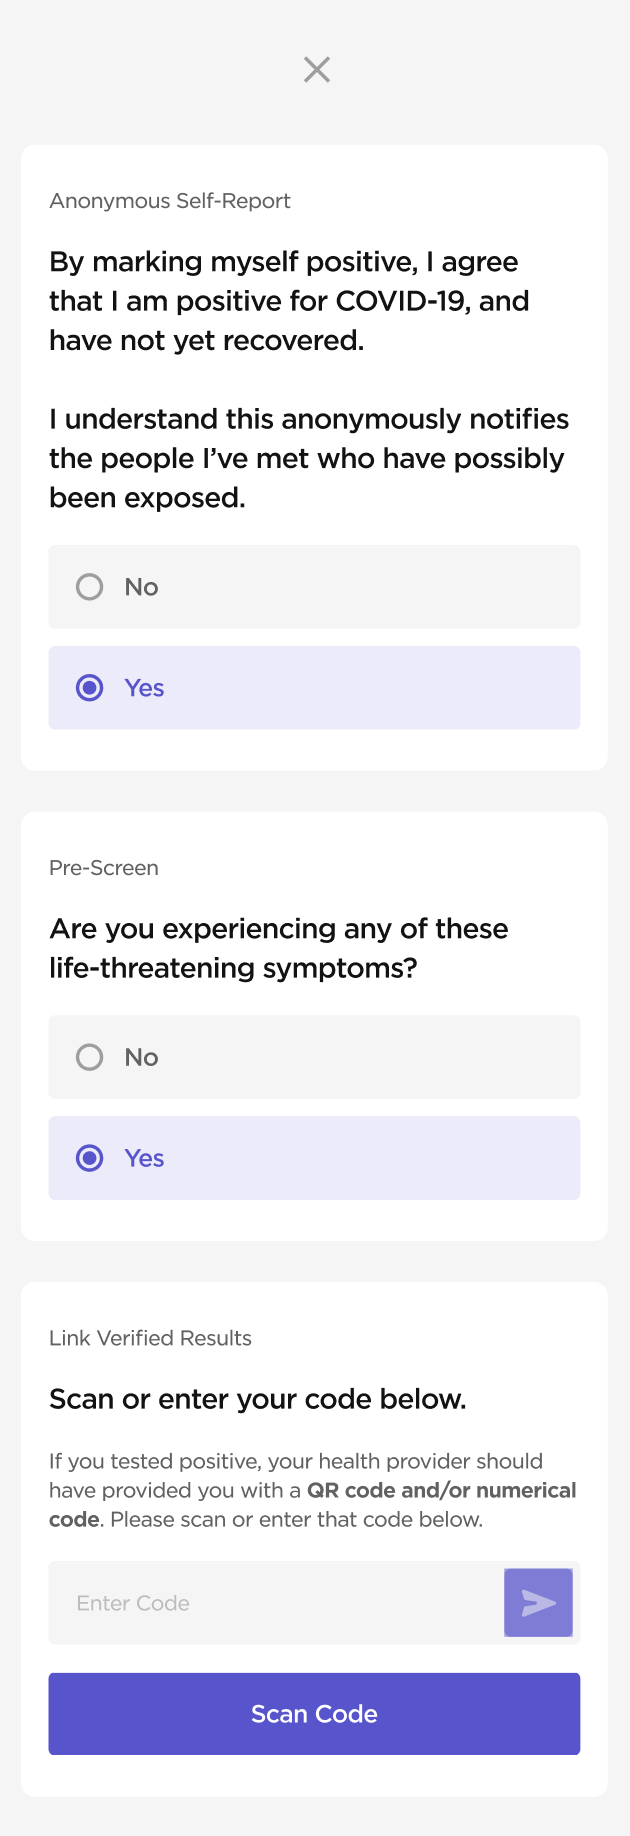 Anonymous Self-Report
By marking myself positive, I agree
that I am positive for COVID-19, and
have not yet recovered.
I understand this anonymously notifies
the people I’ve met who have possibly
been exposed.
No
Yes
Pre-Screen
Are you experiencing any of these
life-threatening symptoms?
No
Yes
Link Verified Results
Scan or enter your code below.
If you tested positive, your health provider should
have provided you with a QR code and/or numerical
code. Please scan or enter that code below.
Enter Code
Scan Code